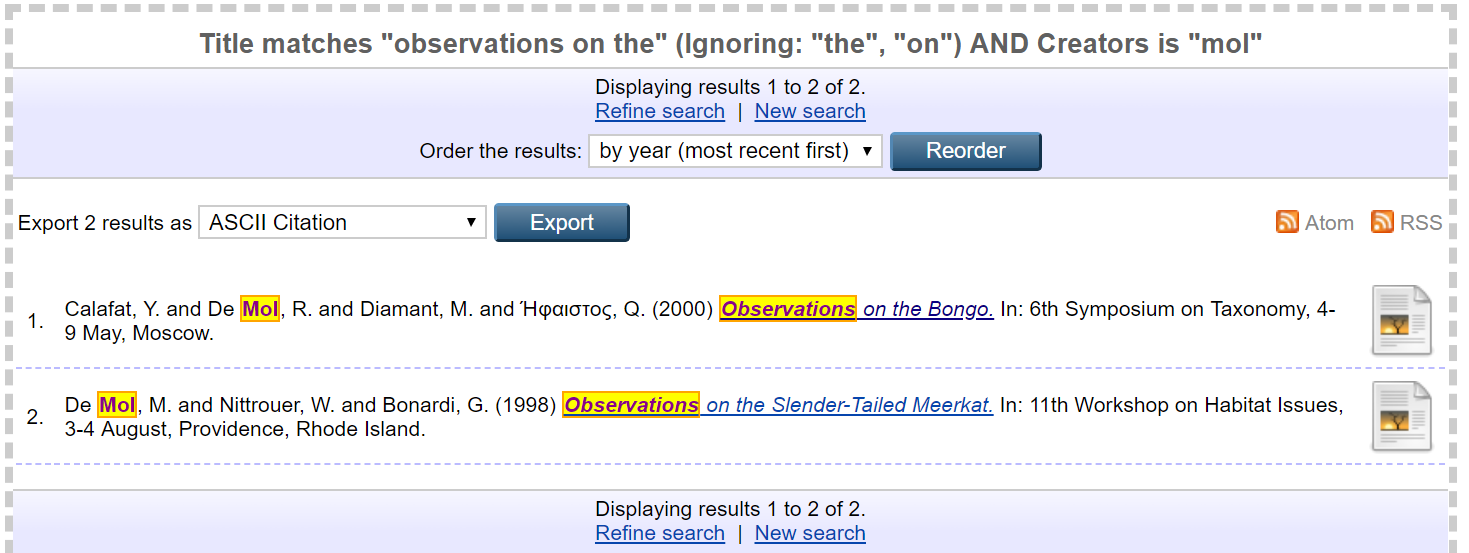 Title matches "observations on the" (Ignoring: "the", "on") AND Creators is "mol"
Displaying results 1 to 2 of 2.
Refine search | New search
Order the results: by year (most recent first) ▼ Reorder
Export 2 results as ASCII Citation ▼ Export Atom RSS
1. Calafat, Y. and De Mol, R. and Diamant, M. and Ήφαιστος, Q. (2000) Observations on the Bongo. In: 6th Symposium on Taxonomy, 4-
9 May, Moscow.
2. De Mol, M. and Nittrouer, W. and Bonardi, G. (1998) Observations on the Slender-Tailed Meerkat. In: 11th Workshop on Habitat Issues,
3-4 August, Providence, Rhode Island.
Displaying results 1 to 2 of 2.
Refine search | New search